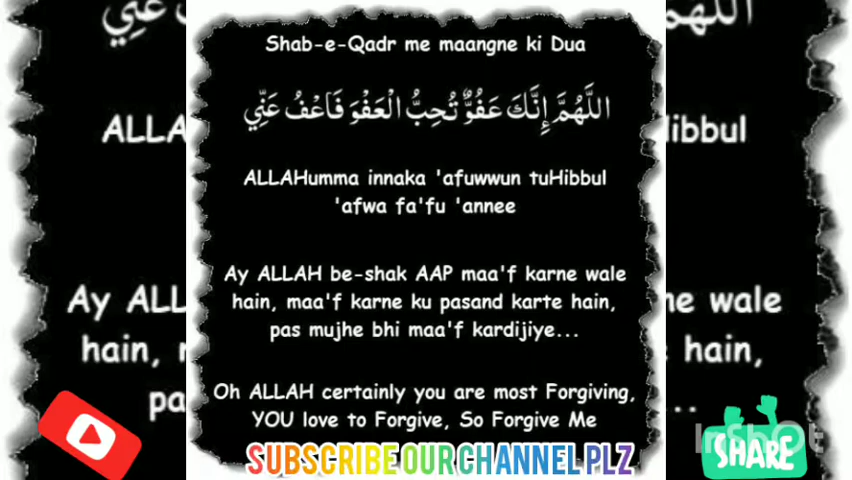 Shab-e-Qadr me maangne ki Dua
اللَّهُمَّ إِنَّكَ عَفُوٌّ تُحِبُّ الْعَفْوَ فَاعْفُ عَنِّي
ALLAHumma innaka 'afuwwun tuHibbul
'afwa fa'fu 'annee
Ay ALLAH be-shak AAP maa'f karne wale
hain, maa'f karne ku pasand karte hain,
pas mujhe bhi maa'f kardijiye...
Oh ALLAH certainly you are most Forgiving,
YOU love to Forgive, So Forgive Me
SUBSCRIBE OUR CHANNEL PLZ
InShOt
SHARE